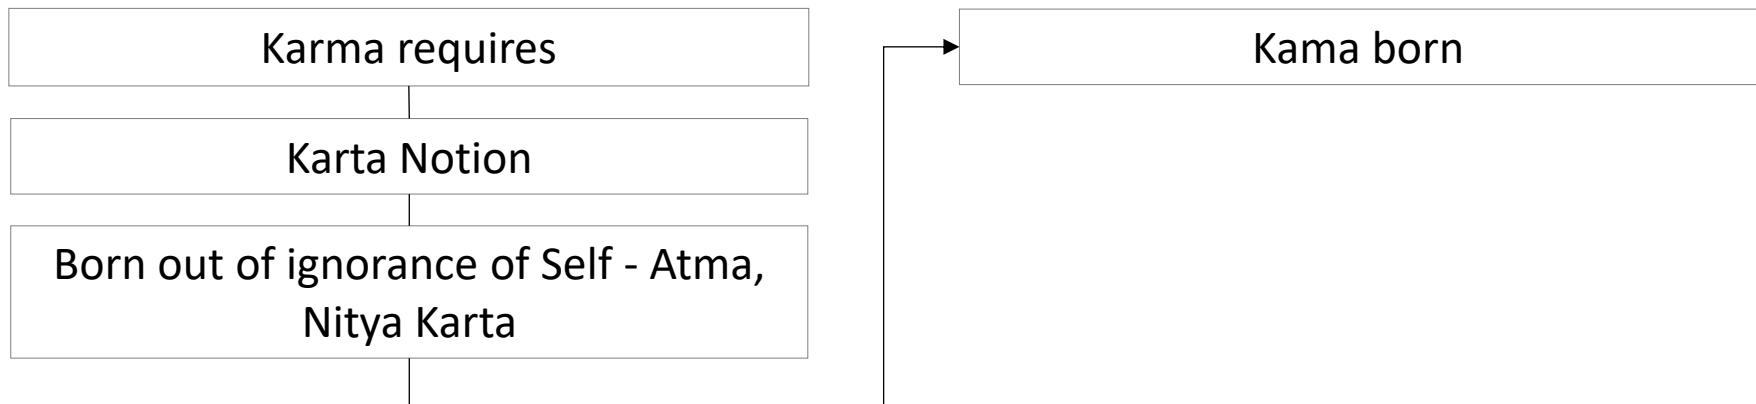 Karma requires
Karta Notion
Born out of ignorance of Self - Atma,
Nitya Karta
Kama born